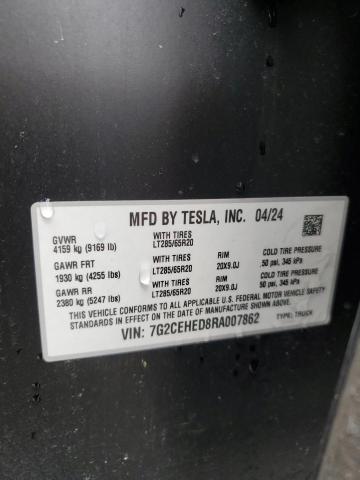 MFD BY TESLA, INC. 04/24
GVWR WITH TIRES
4159 kg (9169 lb) LT285/65R20
GAWR FRT WITH TIRES RIM COLD TIRE PRESSURE
1930 kg (4255 lbs) LT285/65R20 20X9.0J 50 psi, 345 kPa
GAWR RR WITH TIRES RIM COLD TIRE PRESSURE
2380 kg (5247 lbs) LT285/65R20 20X9.0J 50 psi, 345 kPa
THIS VEHICLE CONFORMS TO ALL APPLICABLE U.S. FEDERAL MOTOR VEHICLE SAFETY
STANDARDS IN EFFECT ON THE DATE OF MANUFACTURE SHOWN ABOVE.
VIN: 7G2CEHED8RA007862 TYPE: TRUCK